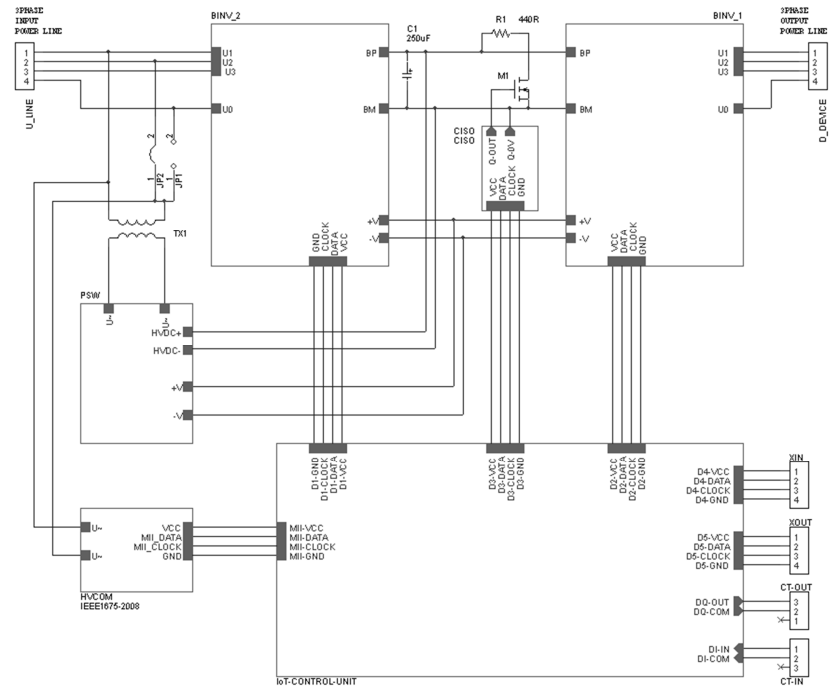 3PHASE
INPUT
POWER LINE
BINV_2
C1
250uF
R1 440R
BINV_1
3PHASE
OUTPUT
POWER LINE
1
2
3
4
U_LINE
U1
U2
U3
U0
BP
BM
M1
BP
BM
U1
U2
U3
U0
1
2
3
4
D_DEVICE
2
2
1
1
JP2
JP1
CISO
CISO
Q-OUT
Q-0V
VCC
DATA
CLOCK
GND
TX1
+V
-V
+V
-V
GND
CLOCK
DATA
VCC
VCC
DATA
CLOCK
GND
PSW
U~
U~
HVDC+
HVDC-
+V
-V
D1-GND
D1-CLOCK
D1-DATA
D1-VCC
D3-VCC
D3-DATA
D3-CLOCK
D3-GND
D2-VCC
D2-DATA
D2-CLOCK
D2-GND
D4-VCC
D4-DATA
D4-CLOCK
D4-GND
XIN
1
2
3
4
U~
U~
VCC
MII_DATA
MII_CLOCK
GND
MII-VCC
MII-DATA
MII-CLOCK
MII-GND
D5-VCC
D5-DATA
D5-CLOCK
D5-GND
XOUT
1
2
3
4
HVCOM
IEEE1675-2008
DQ-OUT
DQ-COM
CT-OUT
3
2
1
DI-IN
DI-COM
1
2
3
CT-IN
IoT-CONTROL-UNIT